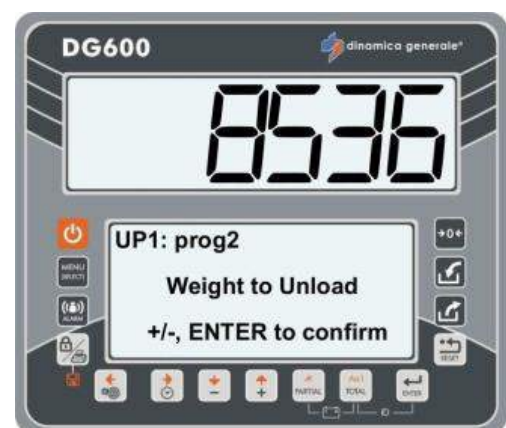 DG600
dinamica generale®
8536
UP1: prog2
Weight to Unload
+/-, ENTER to confirm
→0←
MENU
(SELECT)
ALARM
RESET
PARTIAL
TOTAL
ENTER
-
+